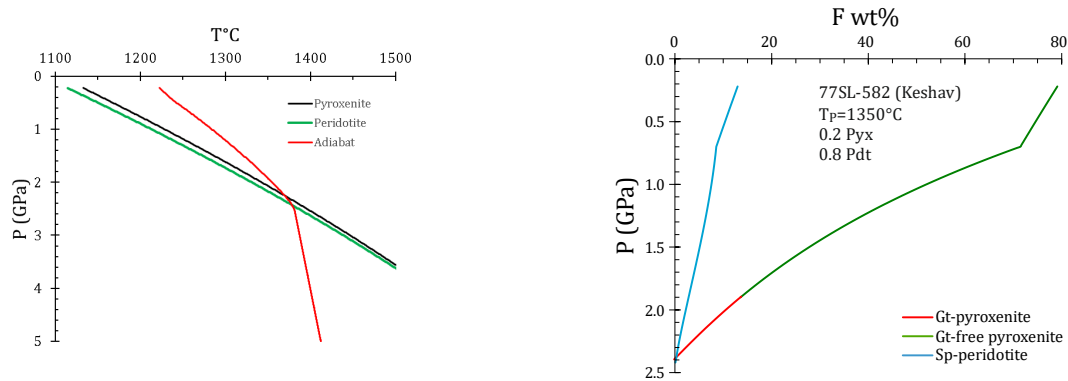 T°C
1100 1200 1300 1400 1500
0
1
2
3
4
5
P (GPa)
Pyroxenite
Peridotite
Adiabat
F wt%
0 20 40 60 80
0.0
0.5
1.0
1.5
2.0
2.5
P (GPa)
77SL-582 (Keshav)
TP=1350°C
0.2 Pyx
0.8 Pdt
Gt-pyroxenite
Gt-free pyroxenite
Sp-peridotite